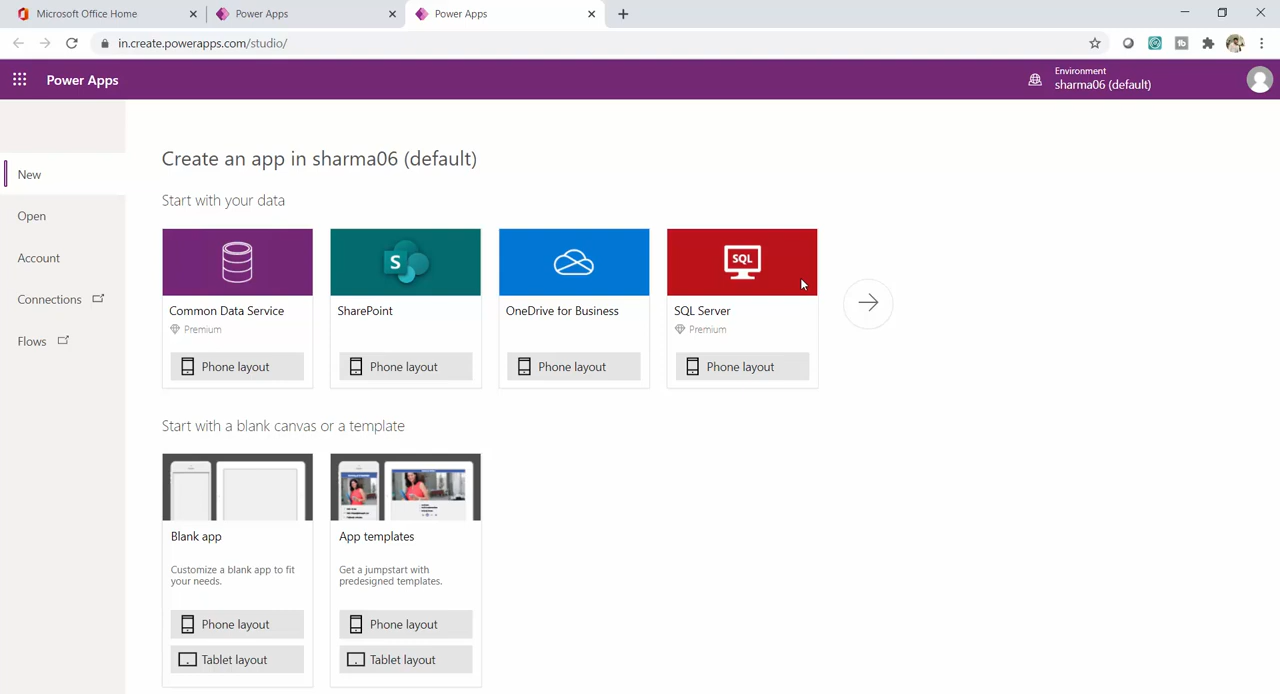 Microsoft Office Home
Power Apps
Power Apps
in.create.powerapps.com/studio/
Power Apps
Environment
sharma06 (default)
New
Open
Account
Connections
Flows
Create an app in sharma06 (default)
Start with your data
Common Data Service
Premium
Phone layout
S
SharePoint
Phone layout
OneDrive for Business
Phone layout
SQL
SQL Server
Premium
Phone layout
Start with a blank canvas or a template
Blank app
Customize a blank app to fit
your needs.
Phone layout
Tablet layout
App templates
Get a jumpstart with
predesigned templates.
Phone layout
Tablet layout